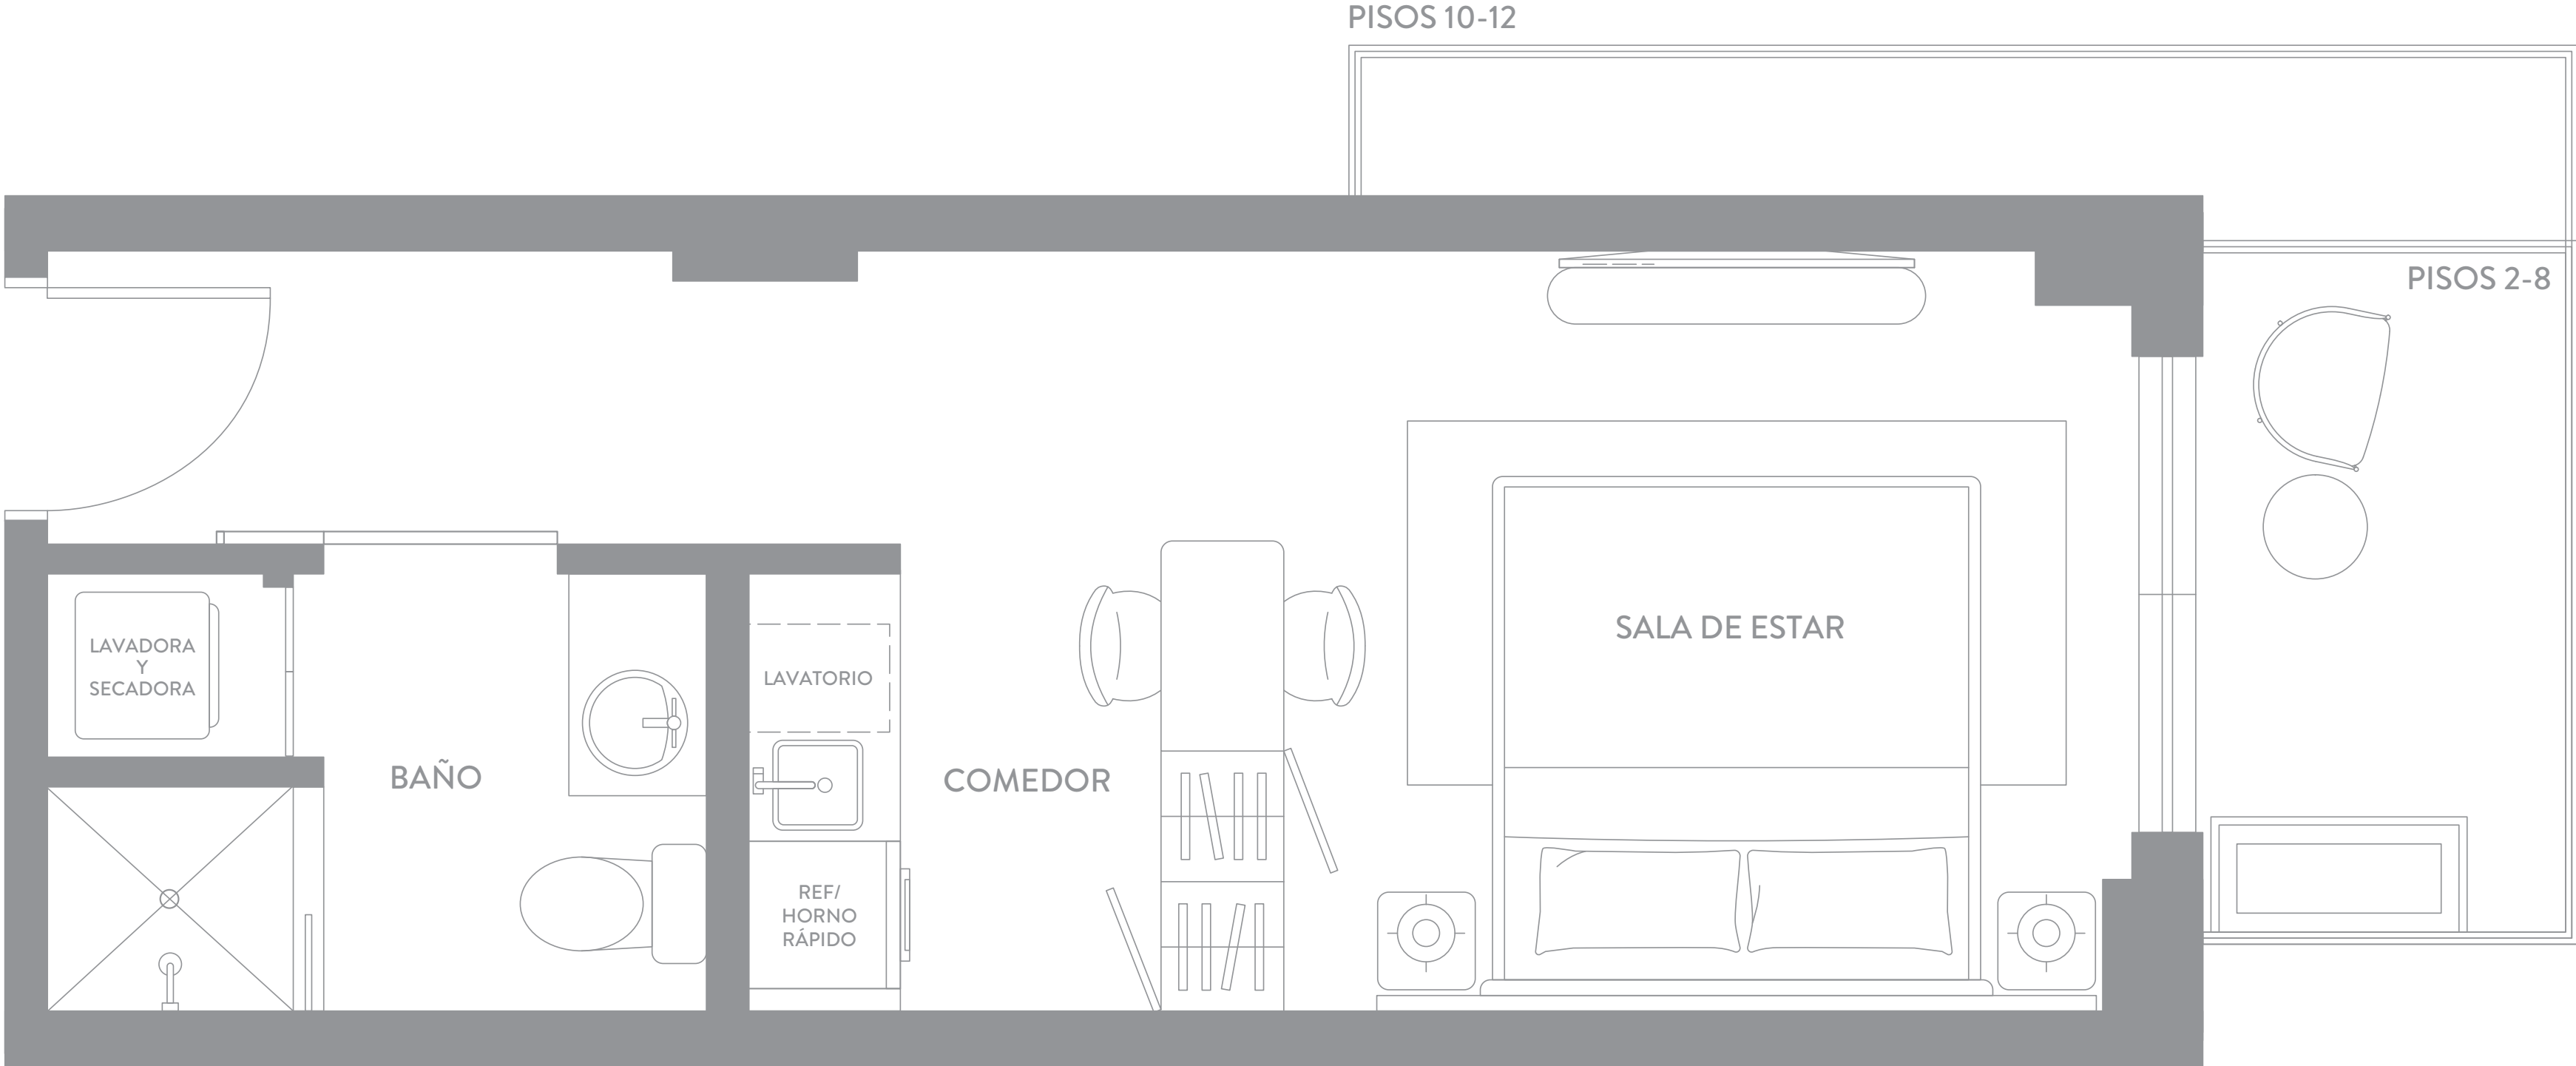 PISOS 10-12
PISOS 2-8
LAVADORA
Y
SECADORA
BAÑO
LAVATORIO
REF/
HORNO
RÁPIDO
COMEDOR
SALA DE ESTAR